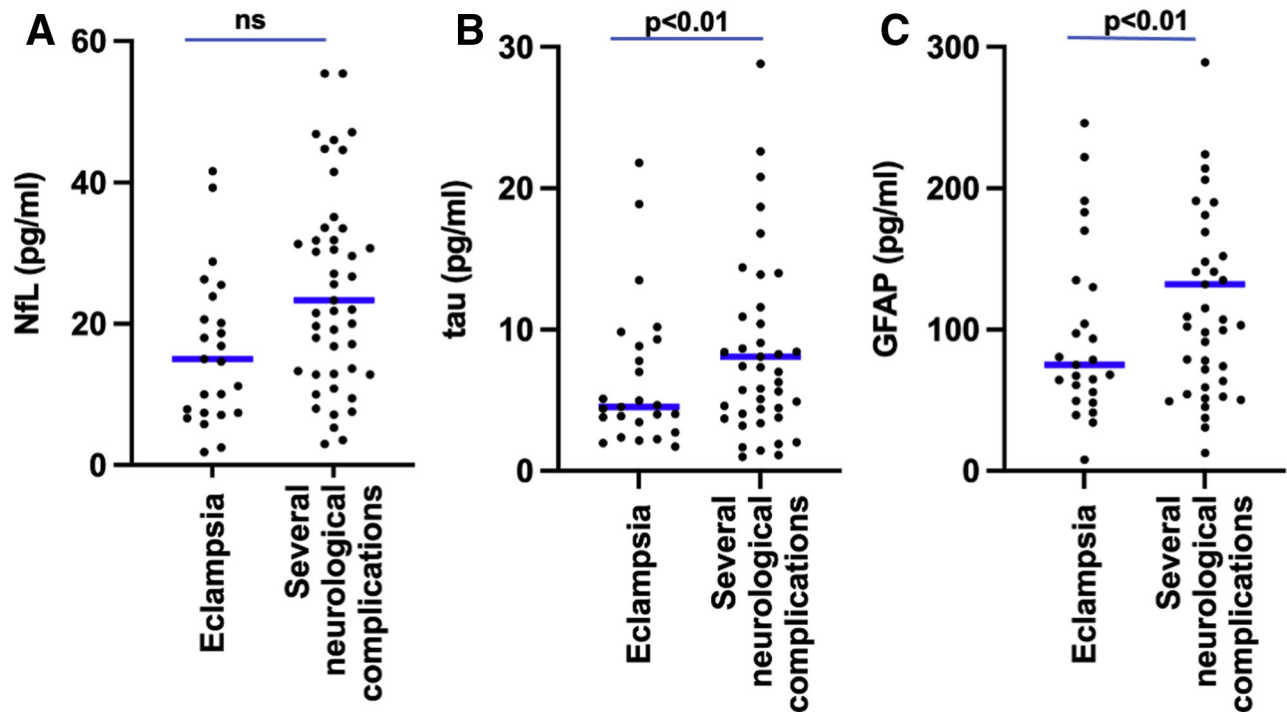 A
ns
60
40
20
0
NfL (pg/ml)
Eclampsia
Several
neurological
complications
B
p<0.01
30
20
10
0
tau (pg/ml)
Eclampsia
Several
neurological
complications
C
p<0.01
300
200
100
0
GFAP (pg/ml)
Eclampsia
Several
neurological
complications